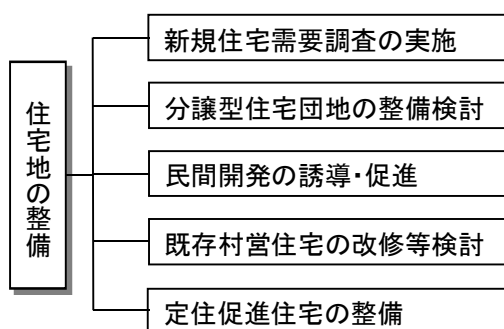 住宅地の整備
新規住宅需要調査の実施
分譲型住宅団地の整備検討
民間開発の誘導・促進
既存村営住宅の改修等検討
定住促進住宅の整備